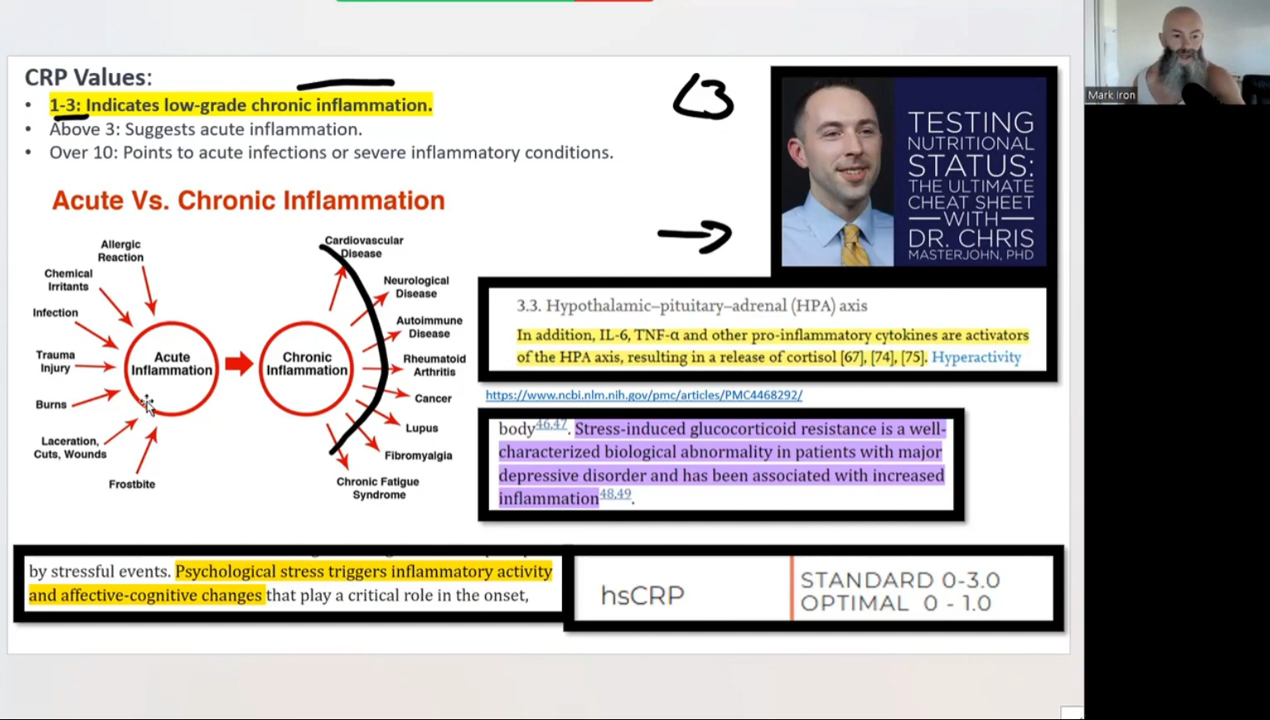 CRP Values:
• 1-3: Indicates low-grade chronic inflammation.
• Above 3: Suggests acute inflammation.
• Over 10: Points to acute infections or severe inflammatory conditions.
<3
Mark Iron
TESTING
NUTRITIONAL
STATUS:
THE ULTIMATE
CHEAT SHEET
WITH
DR. CHRIS
MASTERJOHN, PHD
Acute Vs. Chronic Inflammation
Allergic
Reaction
Chemical
Irritants
Infection
Trauma
Injury
Burns
Laceration,
Cuts, Wounds
Frostbite
Acute
Inflammation
Chronic
Inflammation
Cardiovascular
Disease
Neurological
Disease
Autoimmune
Disease
Rheumatoid
Arthritis
Cancer
Lupus
Fibromyalgia
Chronic Fatigue
Syndrome
3.3. Hypothalamic–pituitary–adrenal (HPA) axis
In addition, IL-6, TNF-α and other pro-inflammatory cytokines are activators
of the HPA axis, resulting in a release of cortisol [67], [74], [75]. Hyperactivity
https://www.ncbi.nlm.nih.gov/pmc/articles/PMC4468292/
body46,47. Stress-induced glucocorticoid resistance is a well-
characterized biological abnormality in patients with major
depressive disorder and has been associated with increased
inflammation48,49.
by stressful events. Psychological stress triggers inflammatory activity
and affective-cognitive changes that play a critical role in the onset,
hsCRP
STANDARD 0-3.0
OPTIMAL 0 - 1.0